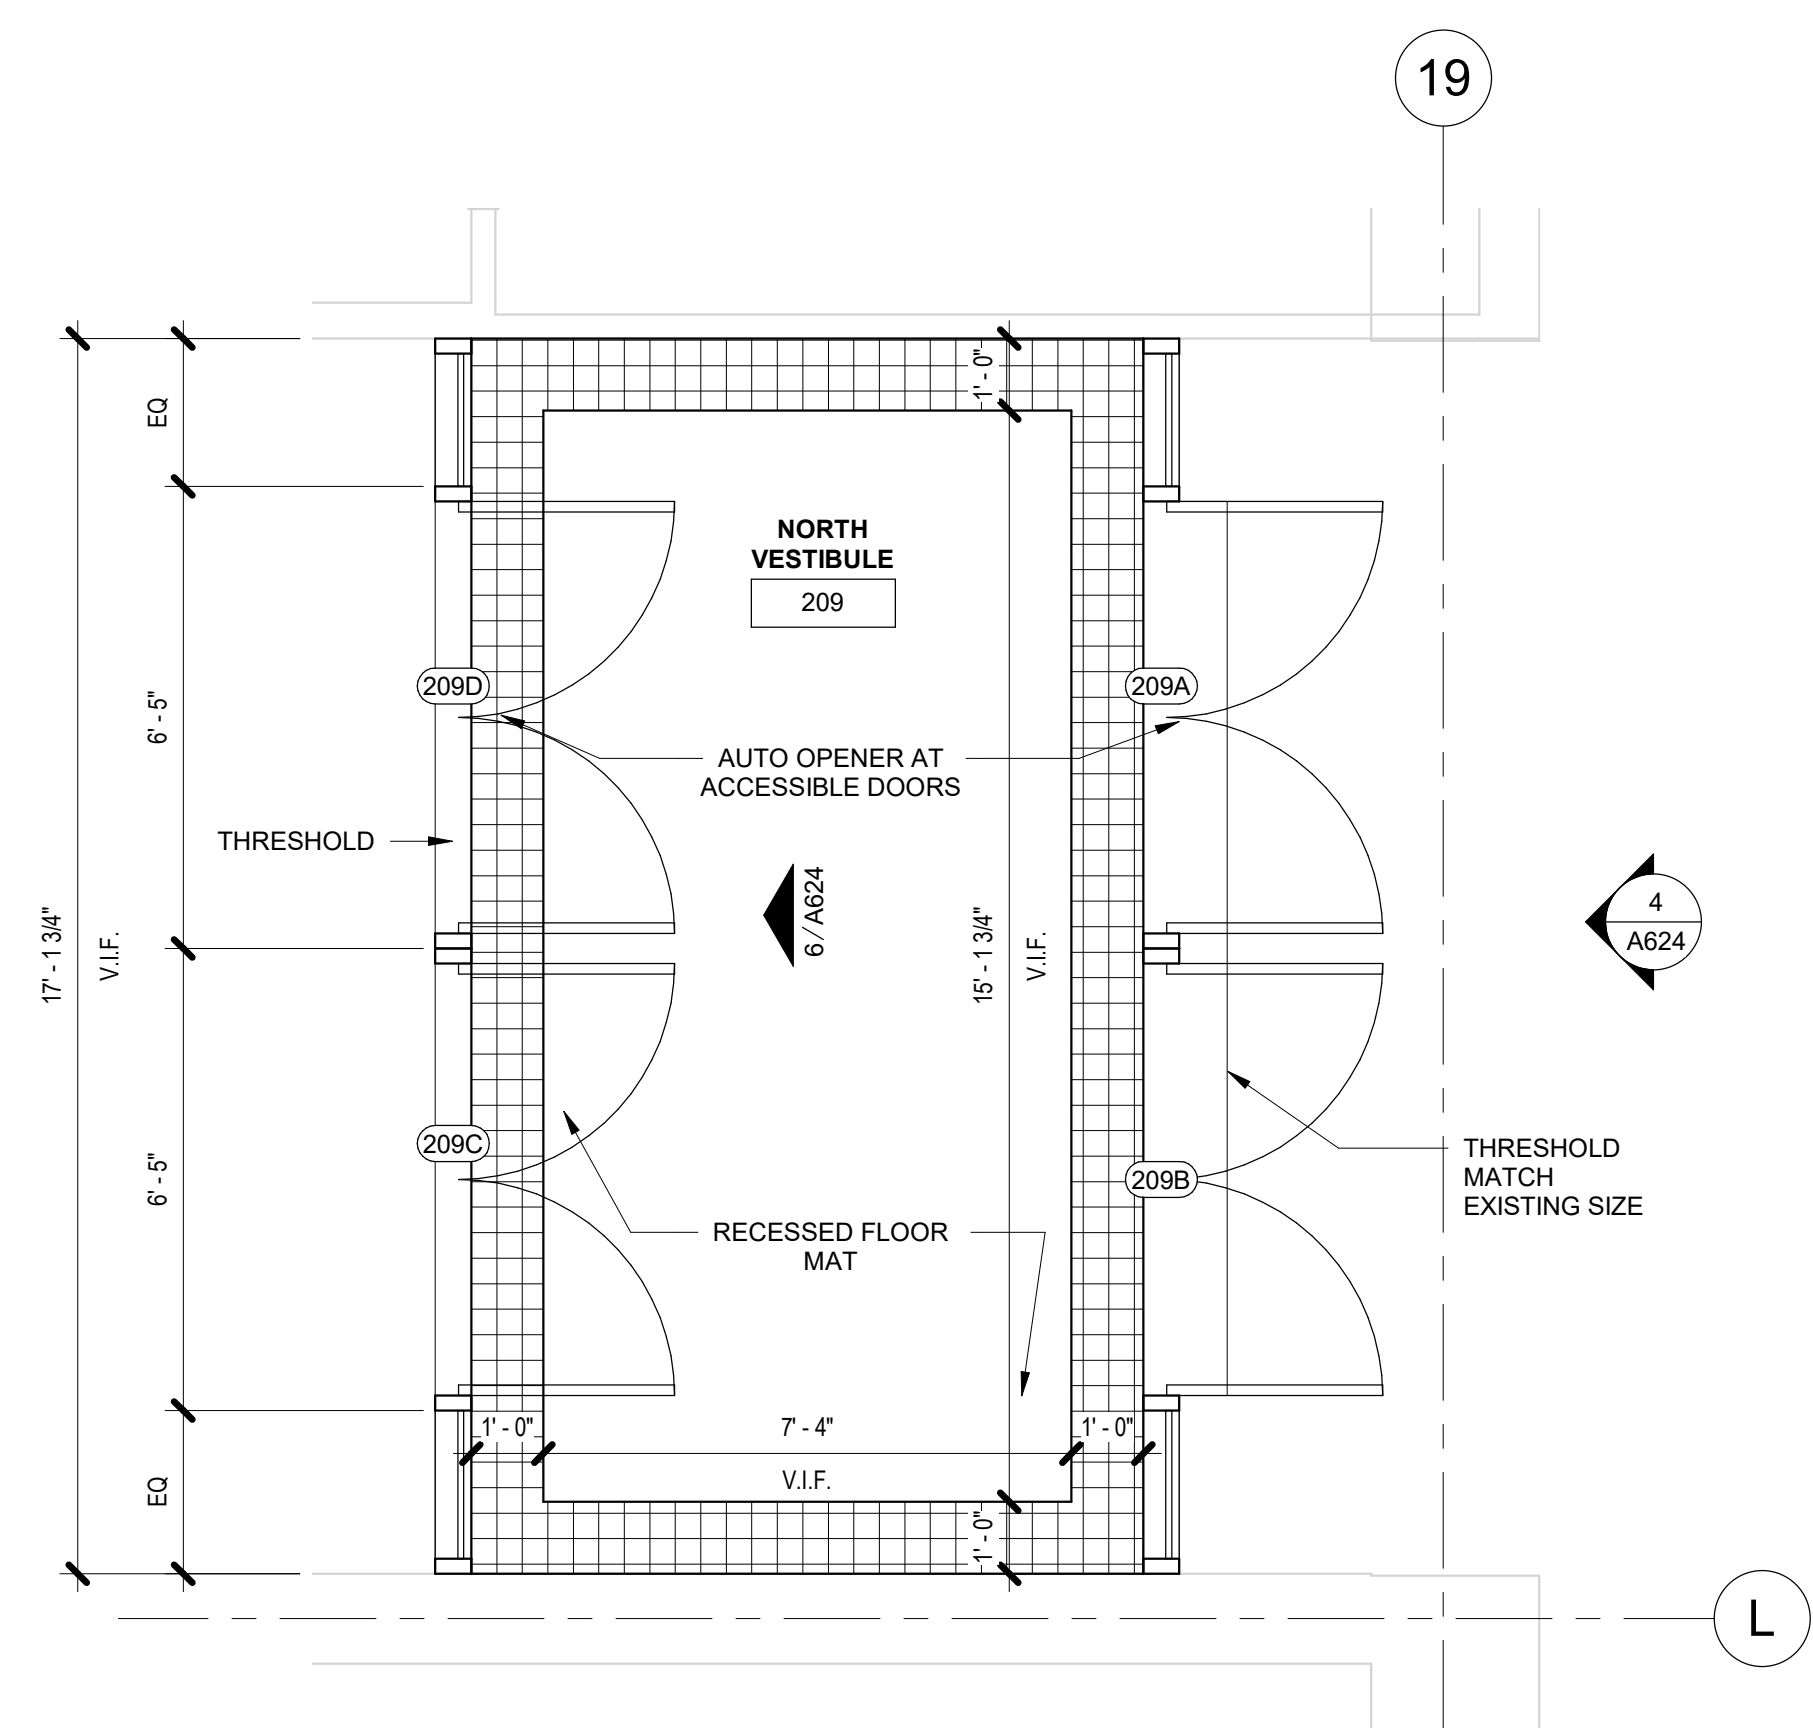 19
1' - 0"
EQ
NORTH
VESTIBULE
209
209D
209A
6' - 5"
AUTO OPENER AT
ACCESSIBLE DOORS
THRESHOLD
6 / A624
4
A624
17' - 1 3/4"
V.I.F.
15' - 1 3/4"
V.I.F.
209C
209B
6' - 5"
THRESHOLD
MATCH
EXISTING SIZE
RECESSED FLOOR
MAT
1' - 0"
7' - 4"
1' - 0"
V.I.F.
EQ
1' - 0"
L